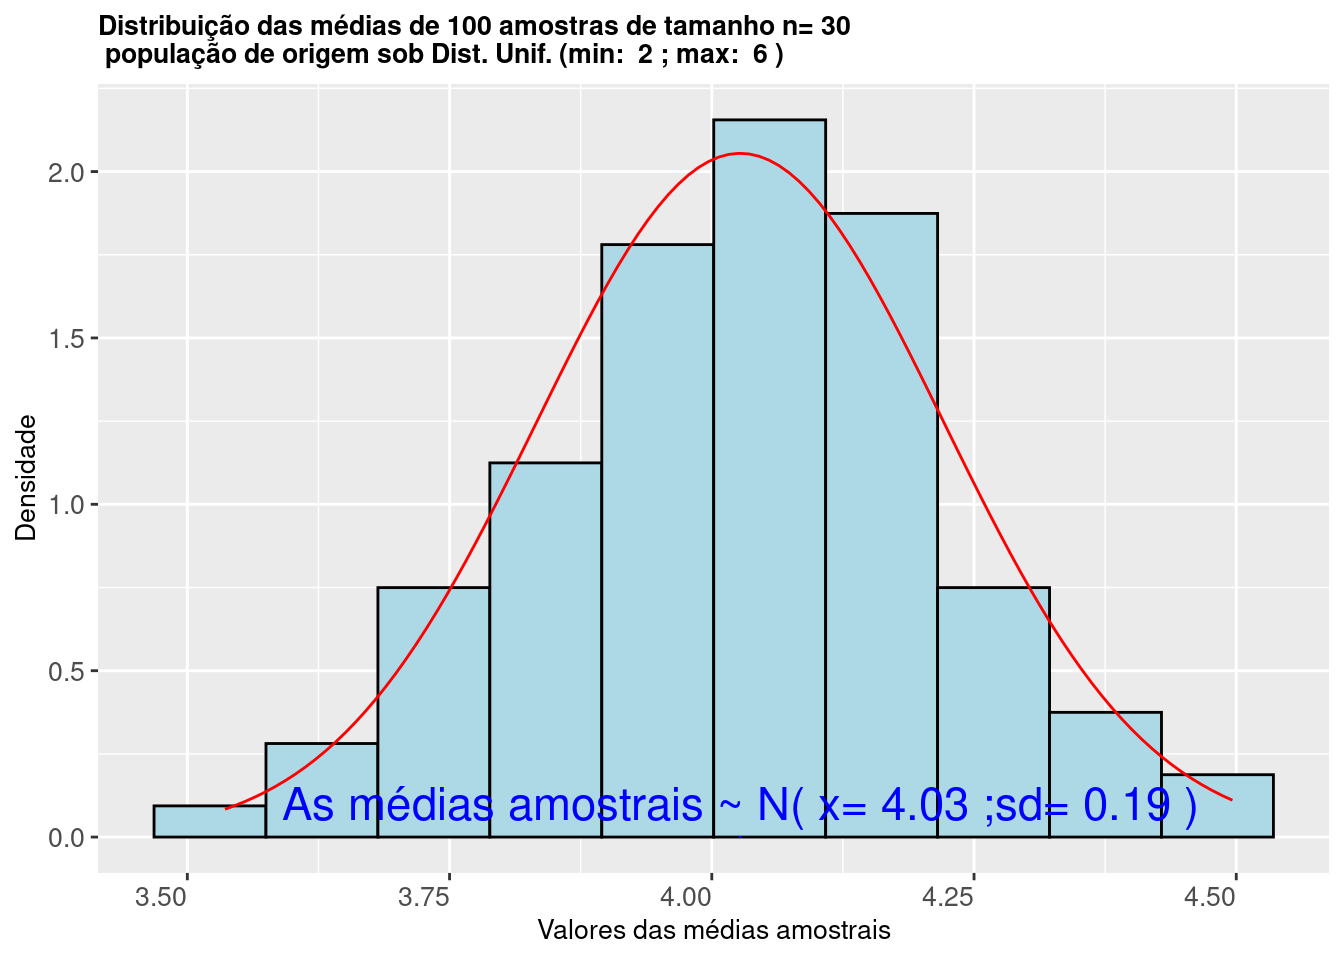 Distribuição das médias de 100 amostras de tamanho n= 30
população de origem sob Dist. Unif. (min:  2 ; max:  6 )
Densidade
2.0
1.5
1.0
0.5
0.0
As médias amostrais ~ N( x= 4.03 ;sd= 0.19 )
3.50 3.75 4.00 4.25 4.50
Valores das médias amostrais